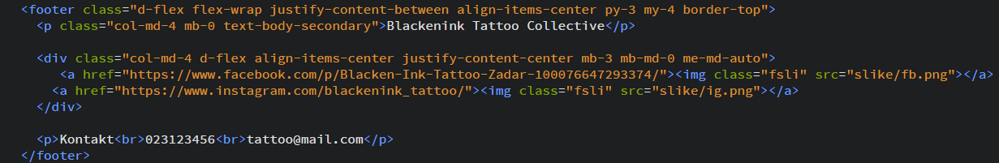 <footer class="d-flex flex-wrap justify-content-between align-items-center py-3 my-4 border-top">
<p class="col-md-4 mb-0 text-body-secondary">Blackenink Tattoo Collective</p>
<div class="col-md-4 d-flex align-items-center justify-content-center mb-3 mb-md-0 me-md-auto">
<a href="https://www.facebook.com/p/Blacken-Ink-Tattoo-Zadar-100076647293374/"><img class="fsli" src="slike/fb.png"></a>
<a href="https://www.instagram.com/blackenink_tattoo/"><img class="fsli" src="slike/ig.png"></a>
</div>
<p>Kontakt<br>023123456<br>tattoo@mail.com</p>
</footer>